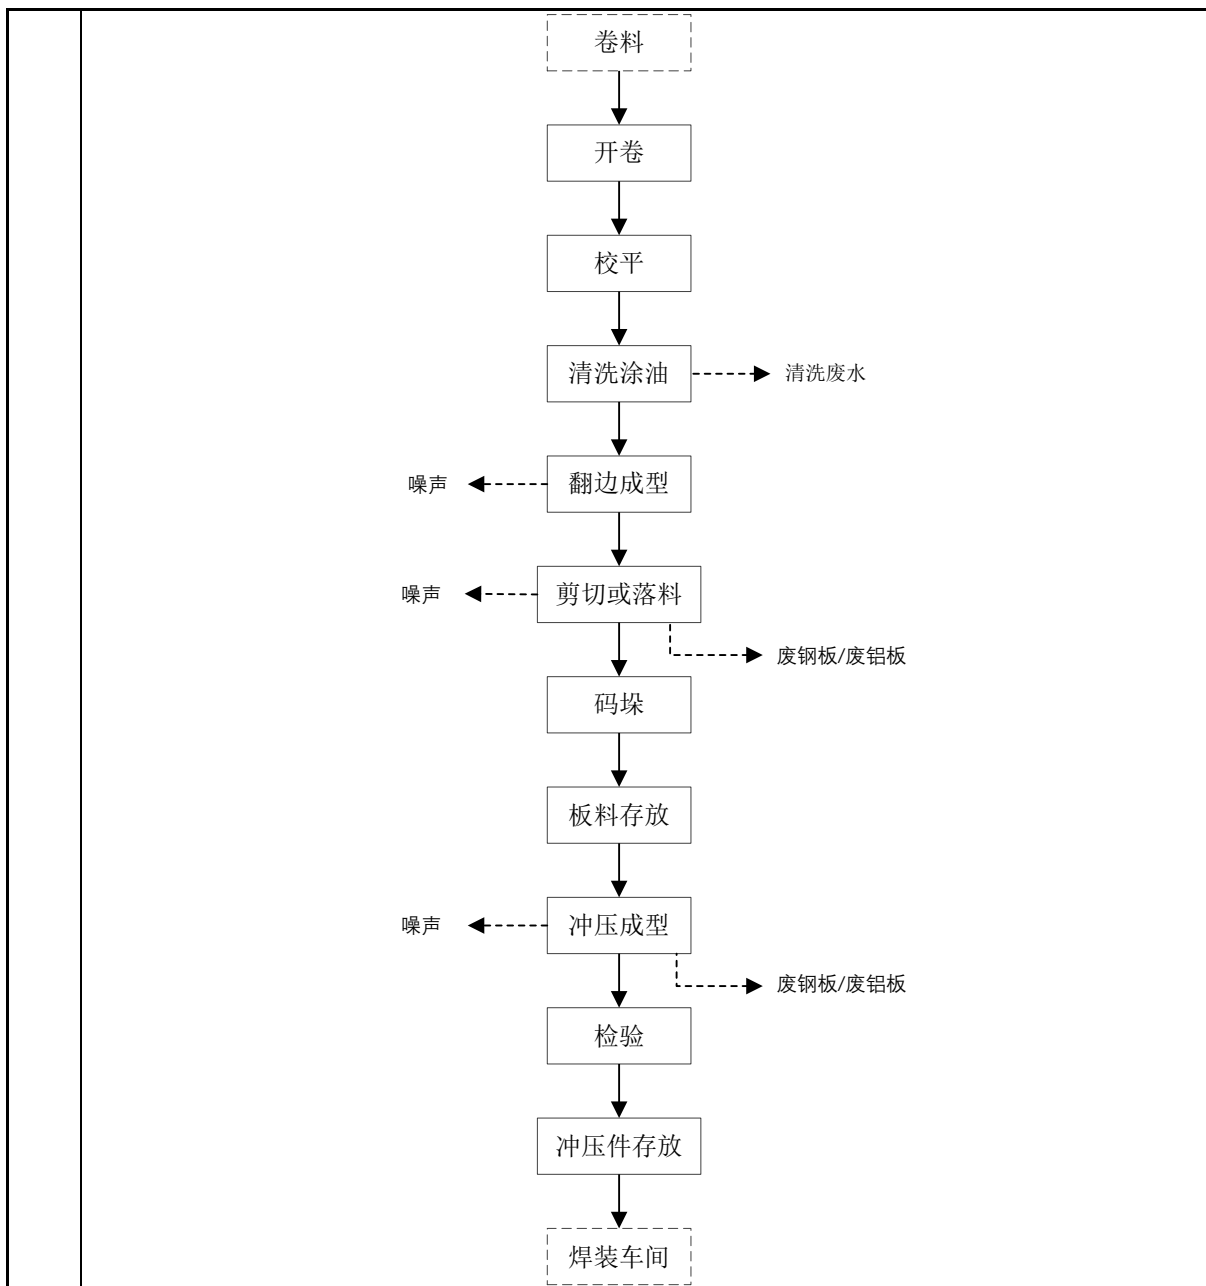 卷料
开卷
校平
清洗涂油
清洗废水
噪声
翻边成型
噪声
剪切或落料
废钢板/废铝板
码垛
板料存放
噪声
冲压成型
废钢板/废铝板
检验
冲压件存放
焊装车间